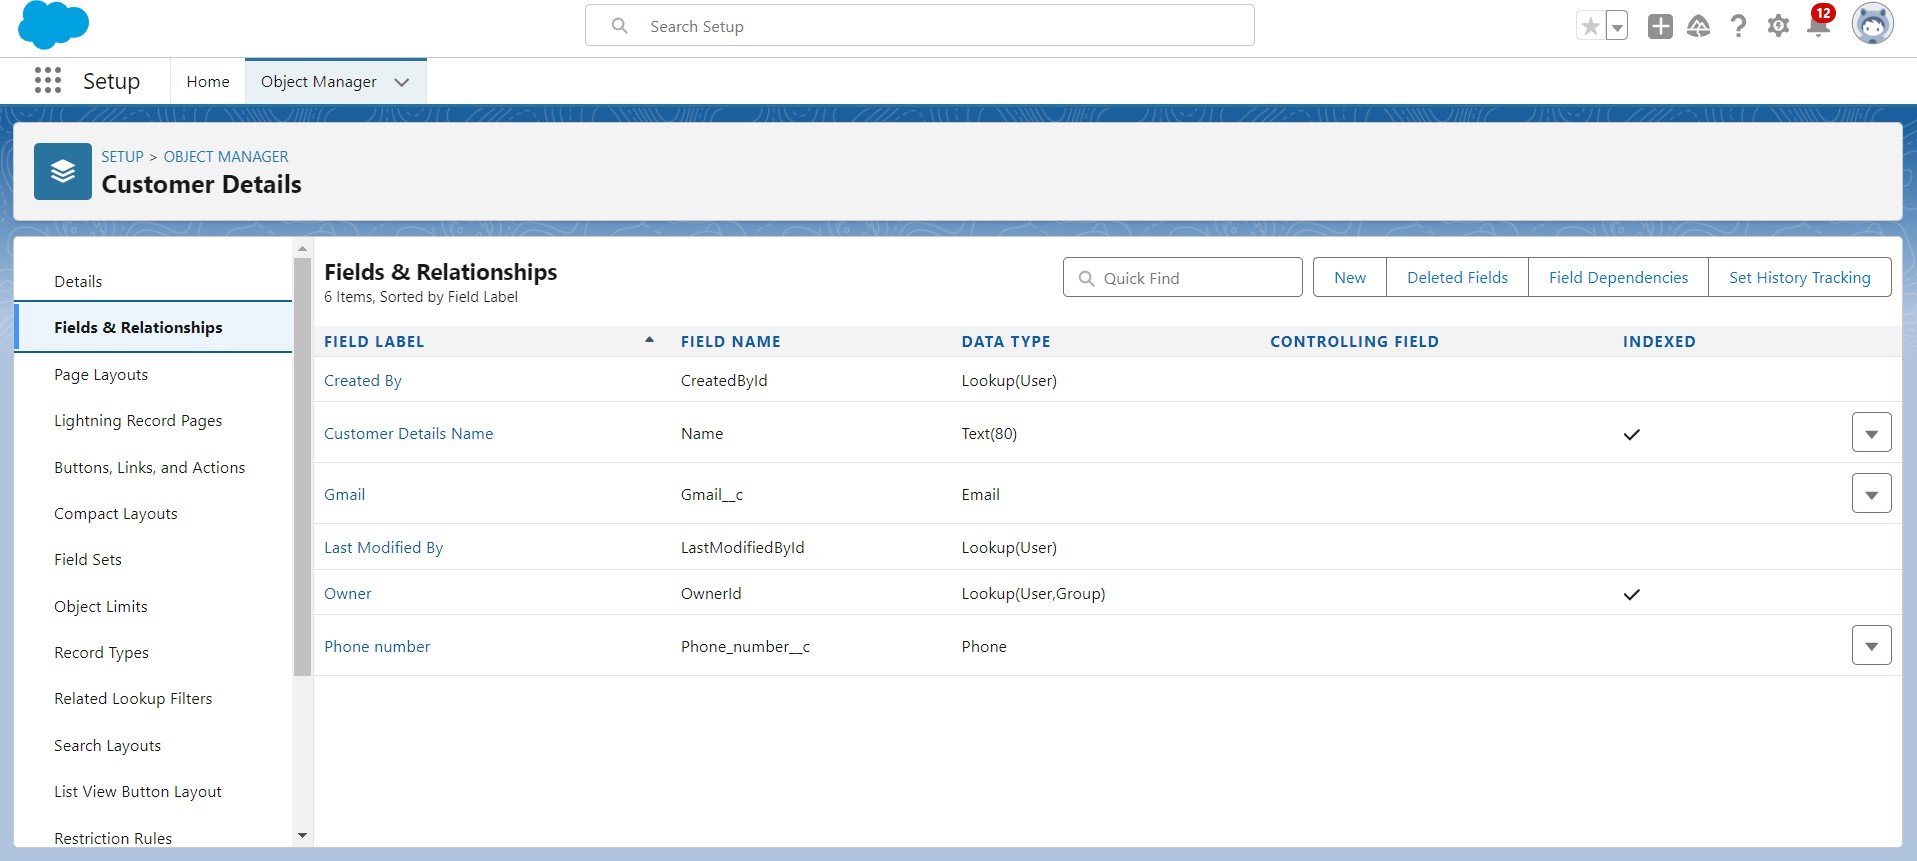 Search Setup
12
Setup
Home
Object Manager
SETUP > OBJECT MANAGER
Customer Details
Details
Fields & Relationships
Page Layouts
Lightning Record Pages
Buttons, Links, and Actions
Compact Layouts
Field Sets
Object Limits
Record Types
Related Lookup Filters
Search Layouts
List View Button Layout
Restriction Rules
Fields & Relationships
6 Items, Sorted by Field Label
Quick Find
New
Deleted Fields
Field Dependencies
Set History Tracking
FIELD LABEL FIELD NAME DATA TYPE CONTROLLING FIELD INDEXED
Created By CreatedById Lookup(User)
Customer Details Name Name Text(80)
Gmail Gmail__c Email
Last Modified By LastModifiedById Lookup(User)
Owner OwnerId Lookup(User,Group)
Phone number Phone_number__c Phone